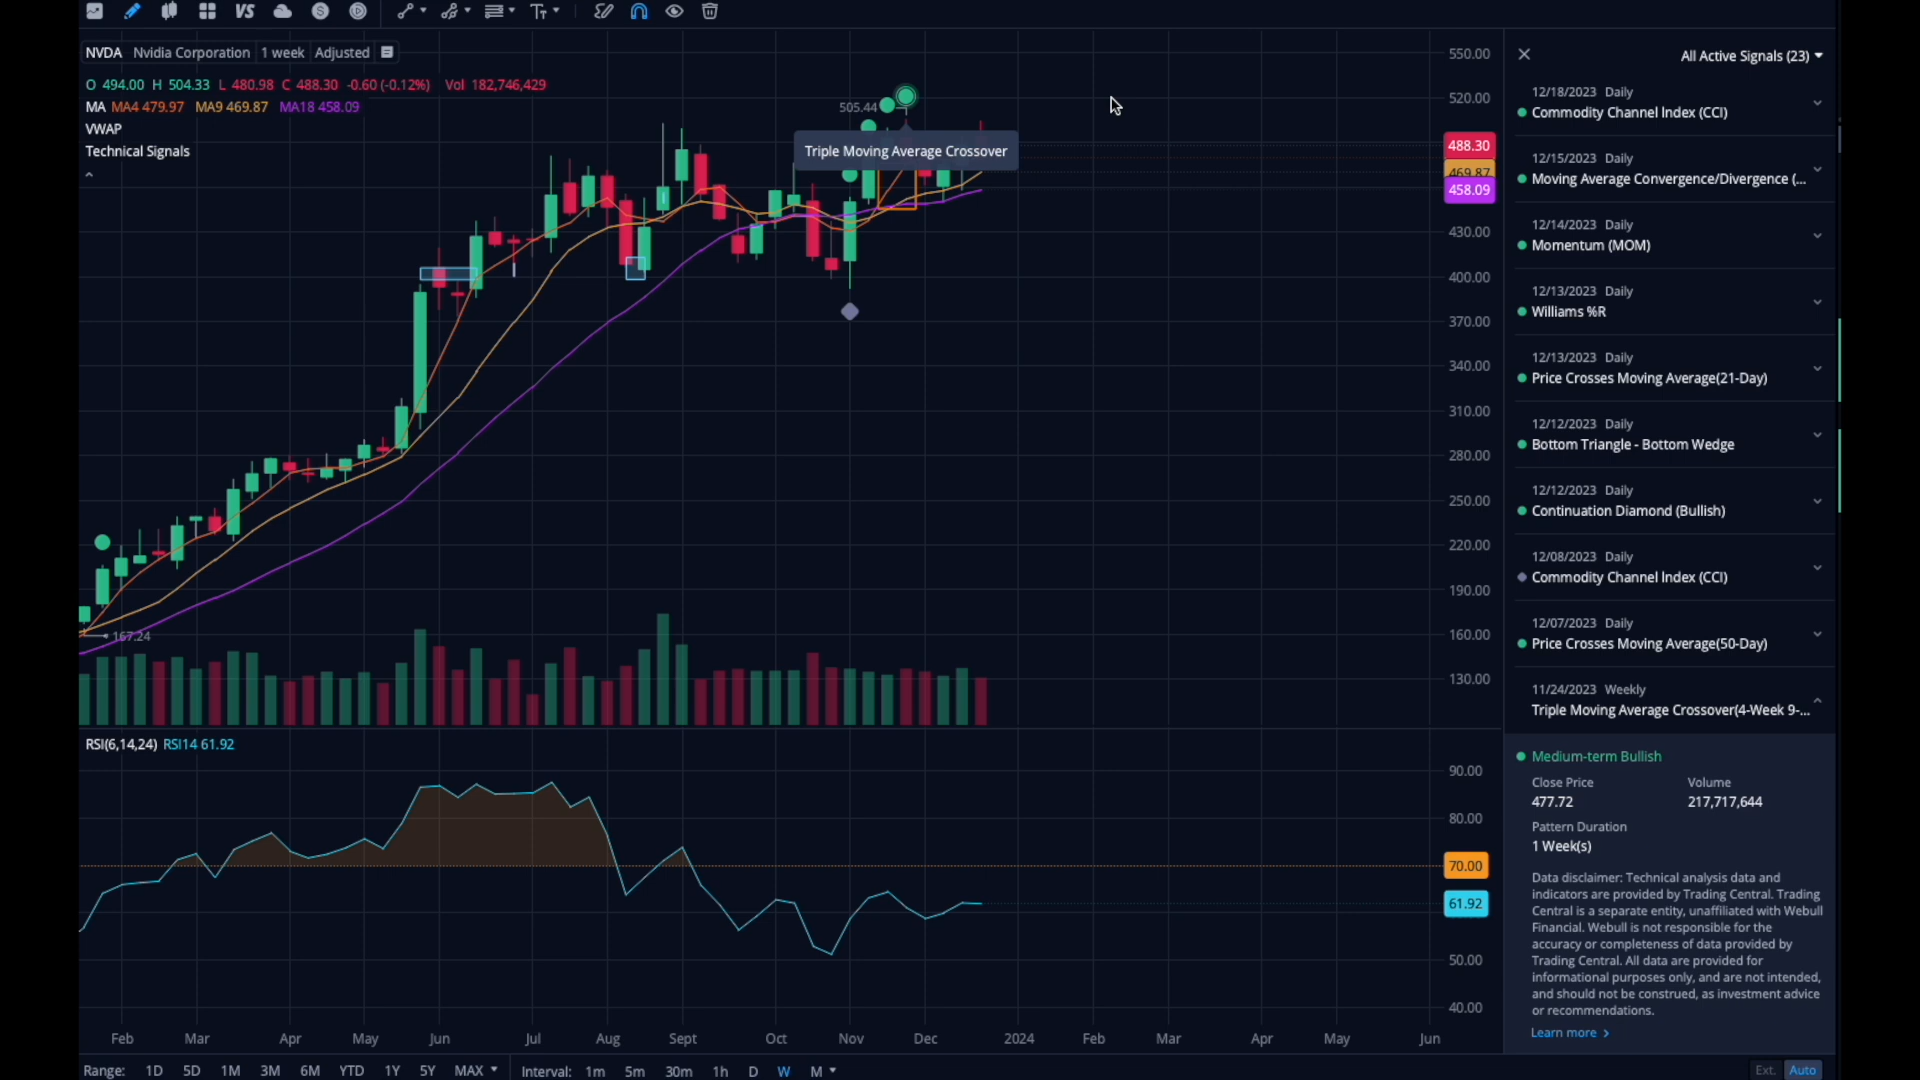 VS
S
Tт
NVDA Nvidia Corporation 1 week Adjusted
O 494.00 H 504.33 L 480.98 C 488.30 -0.60 (-0.12%) Vol 182,746,429
MA MA4 479.97 MA9 469.87 MA18 458.09
VWAP
Technical Signals
505.44
Triple Moving Average Crossover
167.24
550.00
520.00
488.30
469.87
458.09
430.00
400.00
370.00
340.00
310.00
280.00
250.00
220.00
190.00
160.00
130.00
RSI(6,14,24) RSI14 61.92
90.00
80.00
70.00
61.92
50.00
40.00
Feb Mar Apr May Jun Jul Aug Sept Oct Nov Dec 2024 Feb Mar Apr May Jun
Range: 1D 5D 1M 3M 6M YTD 1Y 5Y MAX Interval: 1m 5m 30m 1h D W M
Ext. Auto
All Active Signals (23)
12/18/2023 Daily
Commodity Channel Index (CCI)
12/15/2023 Daily
Moving Average Convergence/Divergence (...
12/14/2023 Daily
Momentum (MOM)
12/13/2023 Daily
Williams %R
12/13/2023 Daily
Price Crosses Moving Average(21-Day)
12/12/2023 Daily
Bottom Triangle - Bottom Wedge
12/12/2023 Daily
Continuation Diamond (Bullish)
12/08/2023 Daily
Commodity Channel Index (CCI)
12/07/2023 Daily
Price Crosses Moving Average(50-Day)
11/24/2023 Weekly
Triple Moving Average Crossover(4-Week 9-...
Medium-term Bullish
Close Price Volume
477.72 217,717,644
Pattern Duration
1 Week(s)
Data disclaimer: Technical analysis data and
indicators are provided by Trading Central. Trading
Central is a separate entity, unaffiliated with Webull
Financial. Webull is not responsible for the
accuracy or completeness of data provided by
Trading Central. All data are provided for
informational purposes only, and are not intended,
and should not be construed, as investment advice
or recommendations.
Learn more >